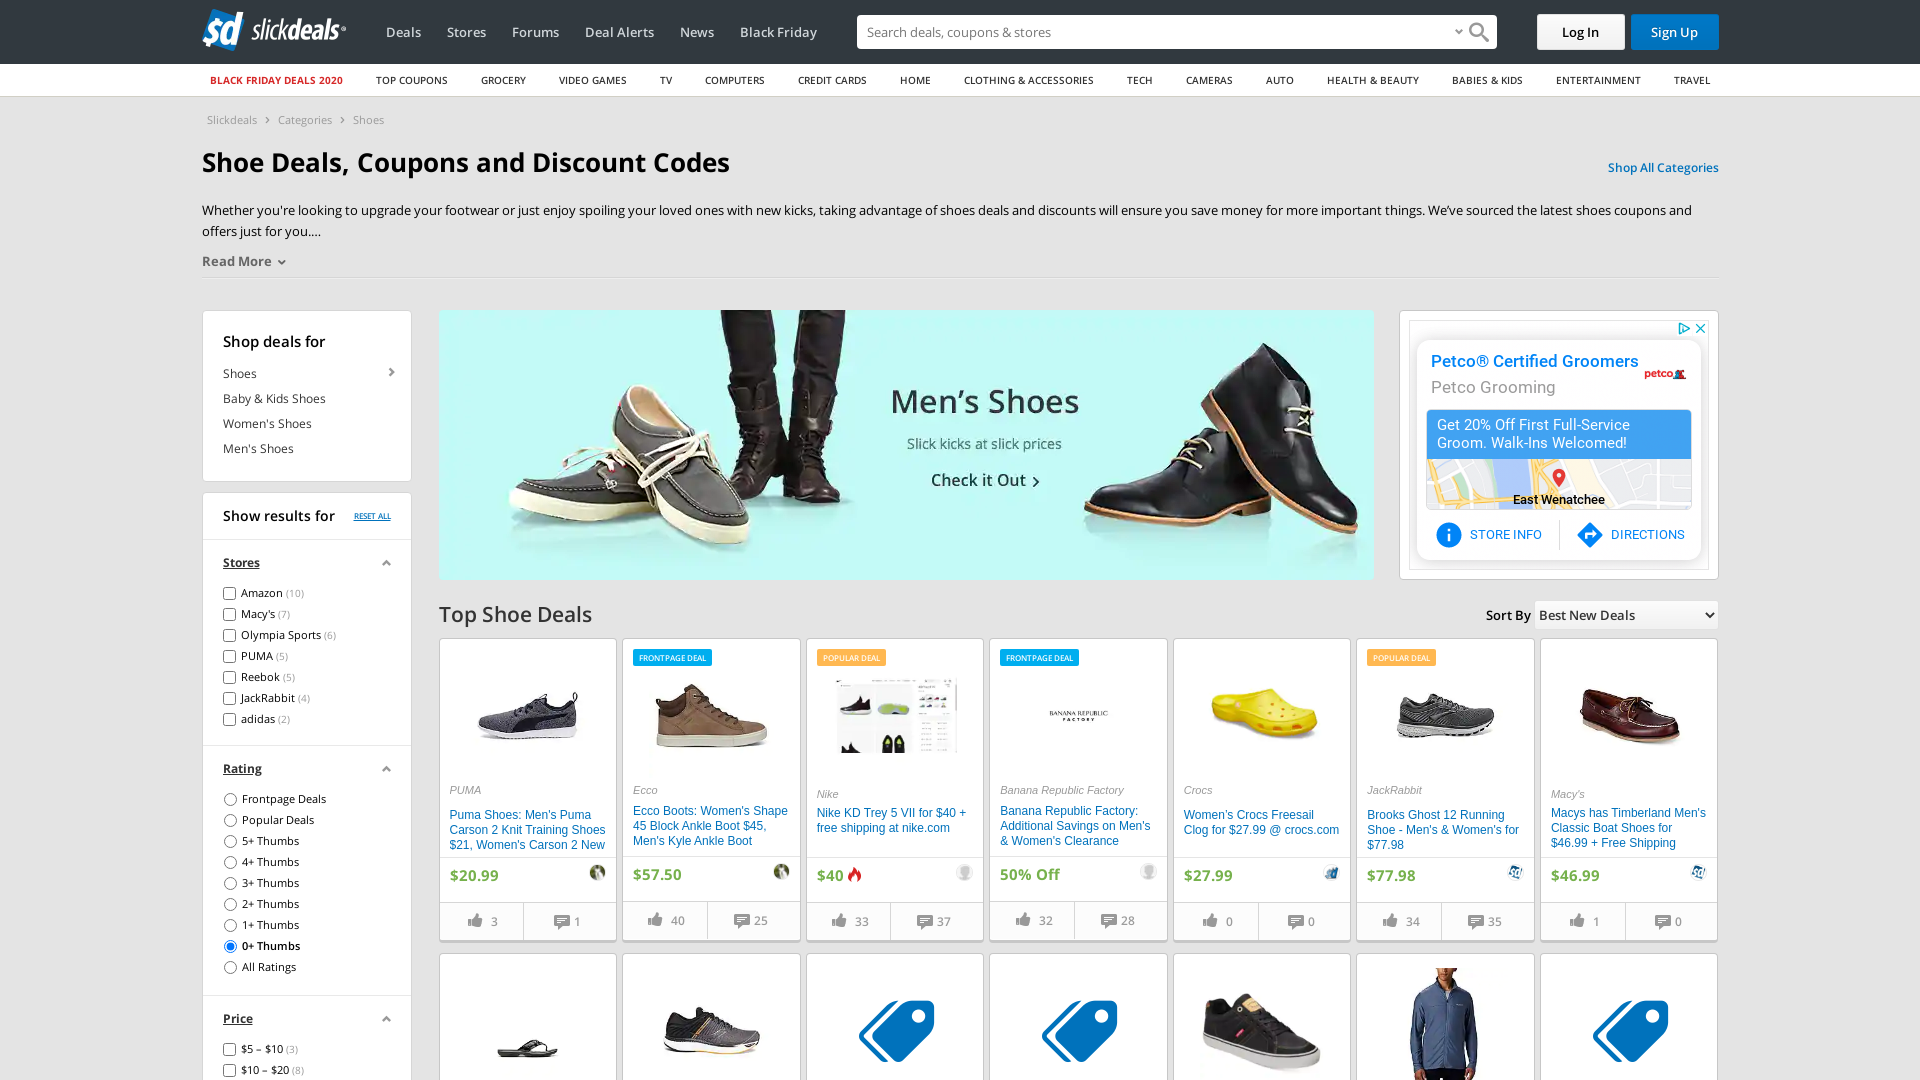 sd slickdeals
Deals
Stores
Forums
Deal Alerts
News
Black Friday
Search deals, coupons & stores
Log In
Sign Up
BLACK FRIDAY DEALS 2020
TOP COUPONS
GROCERY
VIDEO GAMES
TV
COMPUTERS
CREDIT CARDS
HOME
CLOTHING & ACCESSORIES
TECH
CAMERAS
AUTO
HEALTH & BEAUTY
BABIES & KIDS
ENTERTAINMENT
TRAVEL
Slickdeals > Categories > Shoes
Shoe Deals, Coupons and Discount Codes
Shop All Categories
Whether you're looking to upgrade your footwear or just enjoy spoiling your loved ones with new kicks, taking advantage of shoes deals and discounts will ensure you save money for more important things. We've sourced the latest shoes coupons and
offers just for you....
Read More
Shop deals for
Shoes
Baby & Kids Shoes
Women's Shoes
Men's Shoes
Show results for
RESET ALL
Stores
Amazon (10)
Macy's (7)
Olympia Sports (6)
PUMA (5)
Reebok (5)
JackRabbit (4)
adidas (2)
Rating
Frontpage Deals
Popular Deals
5+ Thumbs
4+ Thumbs
3+ Thumbs
2+ Thumbs
1+ Thumbs
0+ Thumbs
All Ratings
Price
$5 – $10 (3)
$10 – $20 (8)
Men's Shoes
Slick kicks at slick prices
Check it Out >
Petco® Certified Groomers
Petco Grooming
petco
Get 20% Off First Full-Service
Groom. Walk-Ins Welcomed!
East Wenatchee
STORE INFO
DIRECTIONS
Top Shoe Deals
Sort By
Best New Deals
PUMA
Puma Shoes: Men's Puma
Carson 2 Knit Training Shoes
$21, Women's Carson 2 New
$20.99
3
1
FRONTPAGE DEAL
Ecco
Ecco Boots: Women's Shape
45 Block Ankle Boot $45,
Men's Kyle Ankle Boot
$57.50
40
25
POPULAR DEAL
Nike
Nike KD Trey 5 VII for $40 +
free shipping at nike.com
$40
33
37
FRONTPAGE DEAL
BANANA REPUBLIC
FACTORY
Banana Republic Factory
Banana Republic Factory:
Additional Savings on Men's
& Women's Clearance
50% Off
32
28
Crocs
Women's Crocs Freesail
Clog for $27.99 @ crocs.com
$27.99
0
0
POPULAR DEAL
JackRabbit
Brooks Ghost 12 Running
Shoe - Men's & Women's for
$77.98
$77.98
34
35
Macy's
Macys has Timberland Men's
Classic Boat Shoes for
$46.99 + Free Shipping
$46.99
1
0